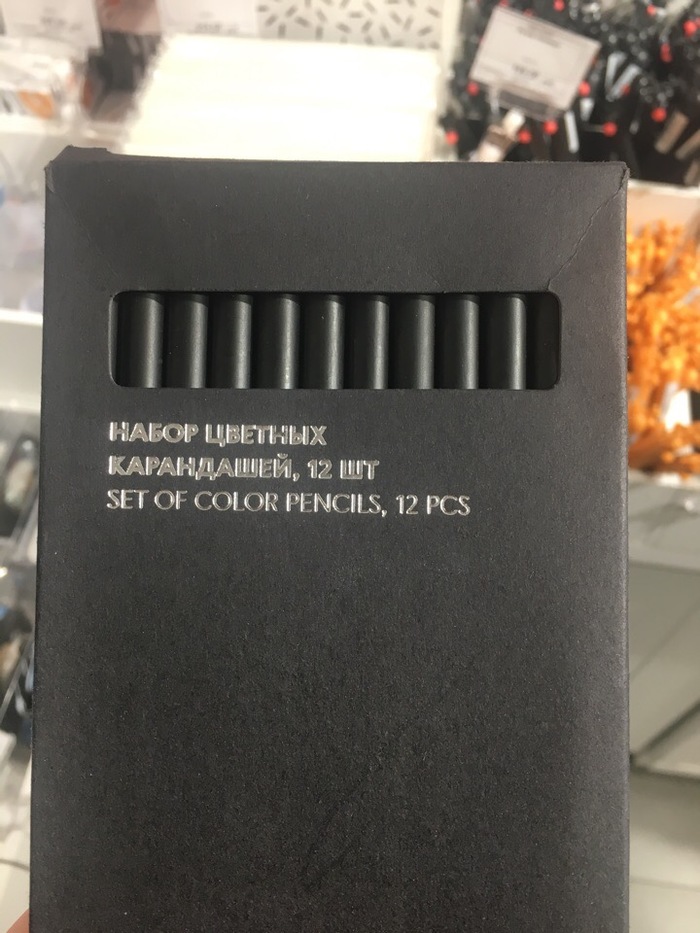 НАБОР ЦВЕТНЫХ
КАРАНДАШЕЙ, 12 ШТ
SET OF COLOR PENCILS, 12 PCS